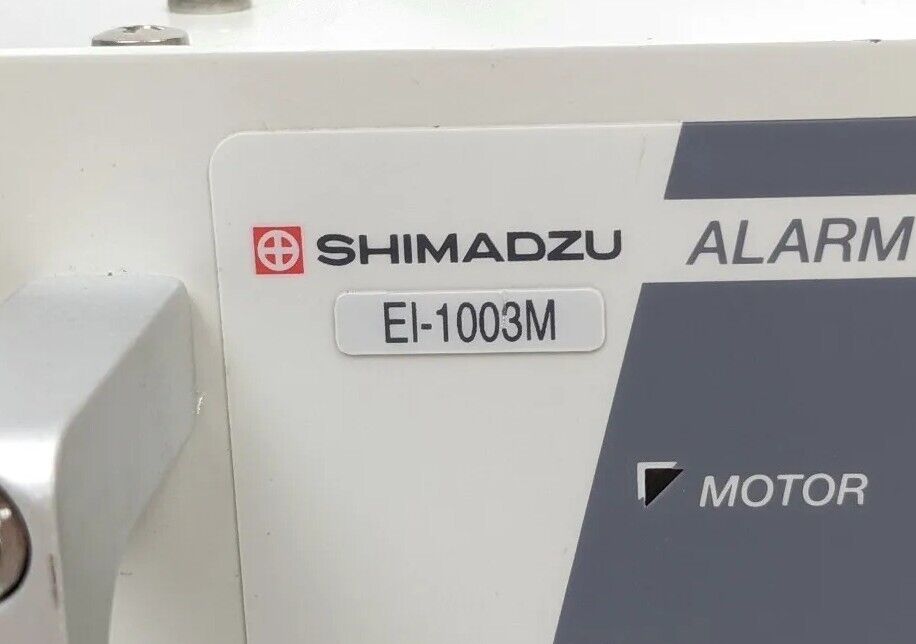 SHIMADZU
EI-1003M
ALARM
MOTOR